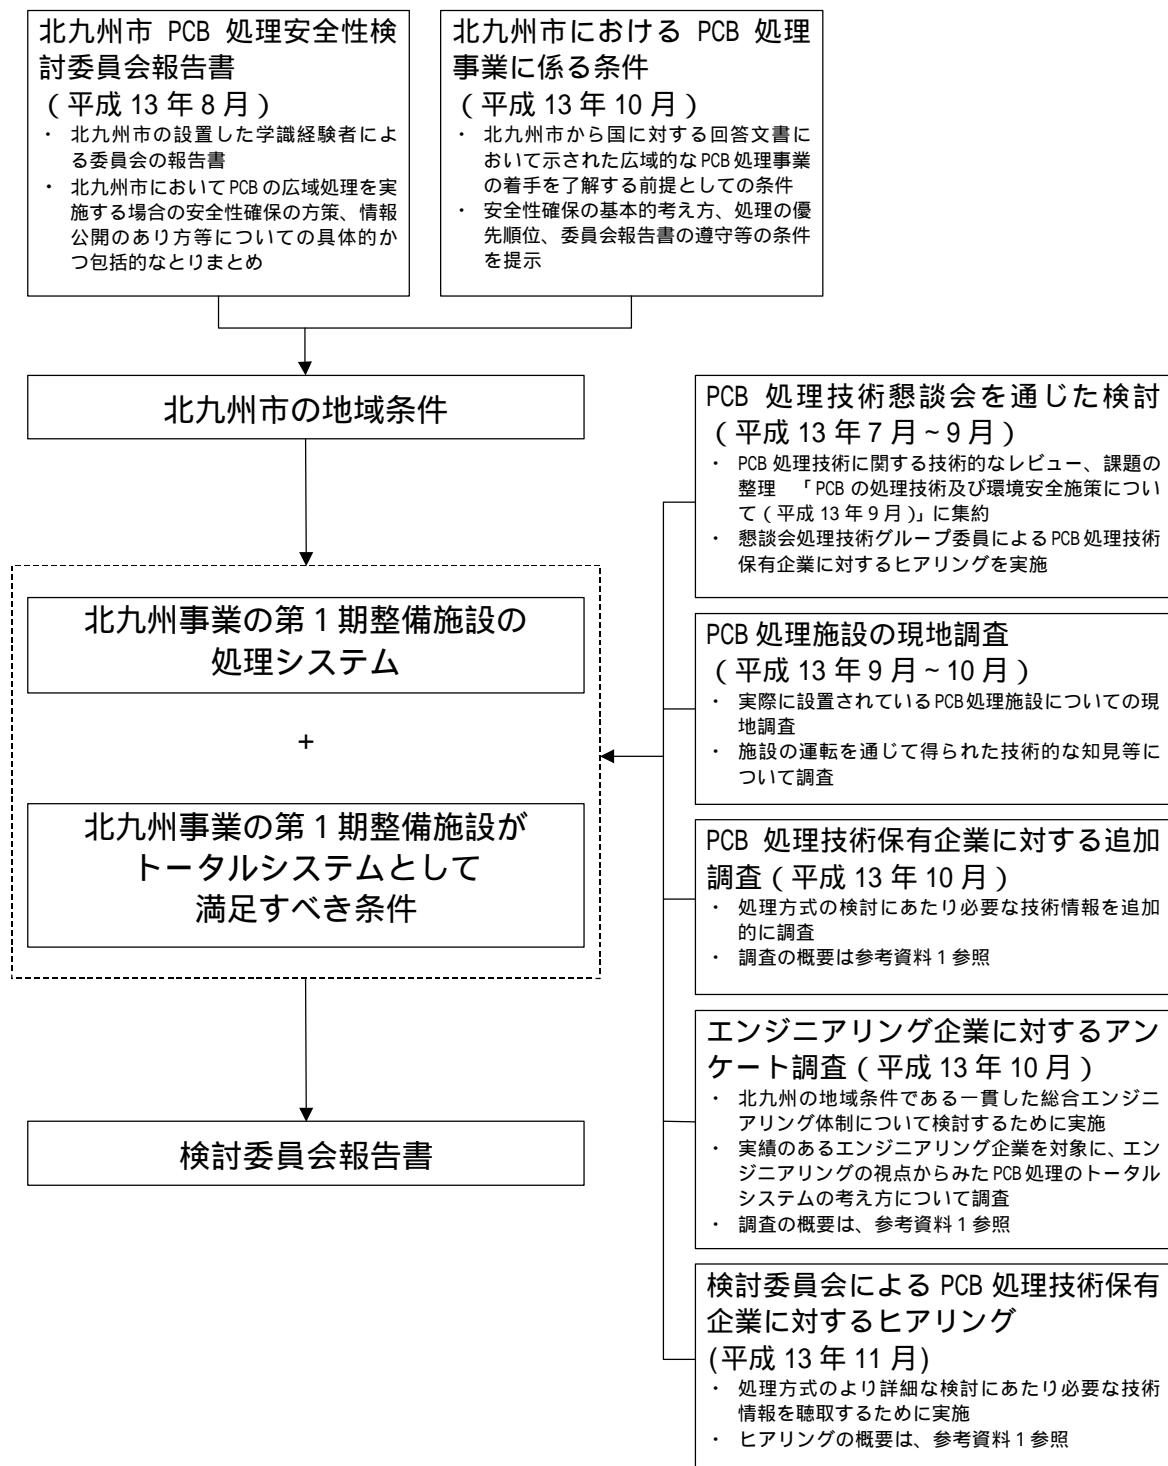 北九州市 PCB 処理安全性検
討委員会報告書
（平成 13 年 8 月）
・ 北九州市の設置した学識経験者によ
る委員会の報告書
・ 北九州市において PCB の広域処理を実
施する場合の安全性確保の方策、情報
公開のあり方等についての具体的か
つ包括的なとりまとめ
北九州市における PCB 処理
事業に係る条件
（平成 13 年 10 月）
・ 北九州市から国に対する回答文書に
おいて示された広域的な PCB 処理事業
の着手を了解する前提としての条件
・ 安全性確保の基本的考え方、処理の優
先順位、委員会報告書の遵守等の条件
を提示
北九州市の地域条件
北九州事業の第１期整備施設の
処理システム
+
北九州事業の第１期整備施設が
トータルシステムとして
満足すべき条件
検討委員会報告書
PCB 処理技術懇談会を通じた検討
（平成 13 年 7 月～9 月）
・ PCB 処理技術に関する技術的なレビュー、課題の
整理 「PCB の処理技術及び環境安全施策につい
て（平成 13 年 9 月）」に集約
・ 懇談会処理技術グループ委員による PCB 処理技術
保有企業に対するヒアリングを実施
PCB 処理施設の現地調査
（平成 13 年 9 月～10 月）
・ 実際に設置されている PCB 処理施設についての現
地調査
・ 施設の運転を通じて得られた技術的な知見等に
ついて調査
PCB 処理技術保有企業に対する追加
調査（平成 13 年 10 月）
・ 処理方式の検討にあたり必要な技術情報を追加
的に調査
・ 調査の概要は参考資料 1 参照
エンジニアリング企業に対するアン
ケート調査（平成 13 年 10 月）
・ 北九州の地域条件である一貫した総合エンジニ
アリング体制について検討するために実施
・ 実績のあるエンジニアリング企業を対象に、エン
ジニアリングの視点からみた PCB 処理のトータル
システムの考え方について調査
・ 調査の概要は、参考資料 1 参照
検討委員会による PCB 処理技術保有
企業に対するヒアリング
(平成 13 年 11 月)
・ 処理方式のより詳細な検討にあたり必要な技術
情報を聴取するために実施
・ ヒアリングの概要は、参考資料 1 参照